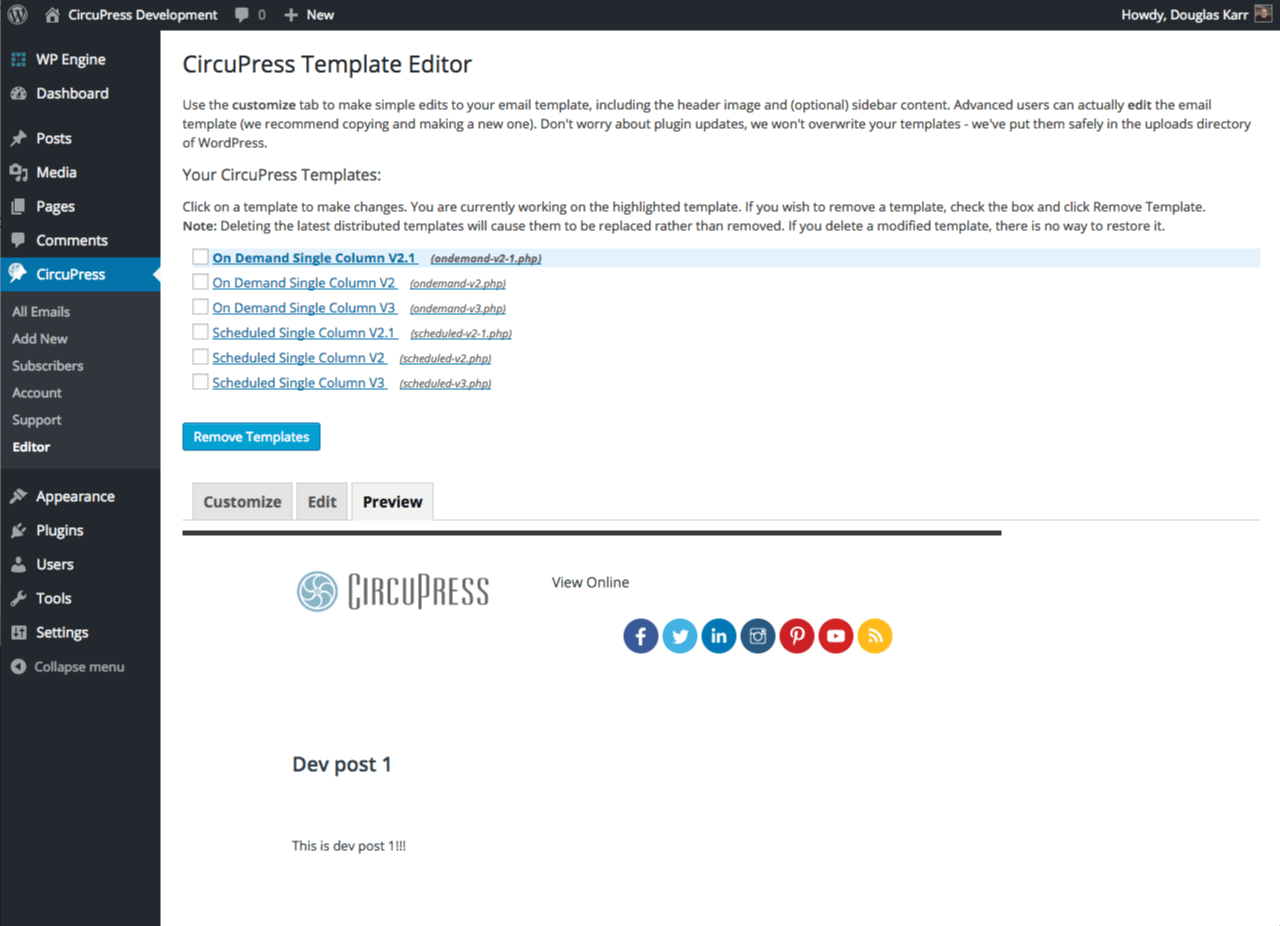 CircuPress Development 0 New Howdy, Douglas Karr
WP Engine
Dashboard
Posts
Media
Pages
Comments
CircuPress
All Emails
Add New
Subscribers
Account
Support
Editor
Appearance
Plugins
Users
Tools
Settings
Collapse menu
CircuPress Template Editor
Use the customize tab to make simple edits to your email template, including the header image and (optional) sidebar content. Advanced users can actually edit the email
template (we recommend copying and making a new one). Don't worry about plugin updates, we won't overwrite your templates - we've put them safely in the uploads directory
of WordPress.
Your CircuPress Templates:
Click on a template to make changes. You are currently working on the highlighted template. If you wish to remove a template, check the box and click Remove Template.
Note: Deleting the latest distributed templates will cause them to be replaced rather than removed. If you delete a modified template, there is no way to restore it.
On Demand Single Column V2.1 (ondemand-v2-1.php)
On Demand Single Column V2 (ondemand-v2.php)
On Demand Single Column V3 (ondemand-v3.php)
Scheduled Single Column V2.1 (scheduled-v2-1.php)
Scheduled Single Column V2 (scheduled-v2.php)
Scheduled Single Column V3 (scheduled-v3.php)
Remove Templates
Customize Edit Preview
CIRCUPRESS View Online
Dev post 1
This is dev post 1!!!